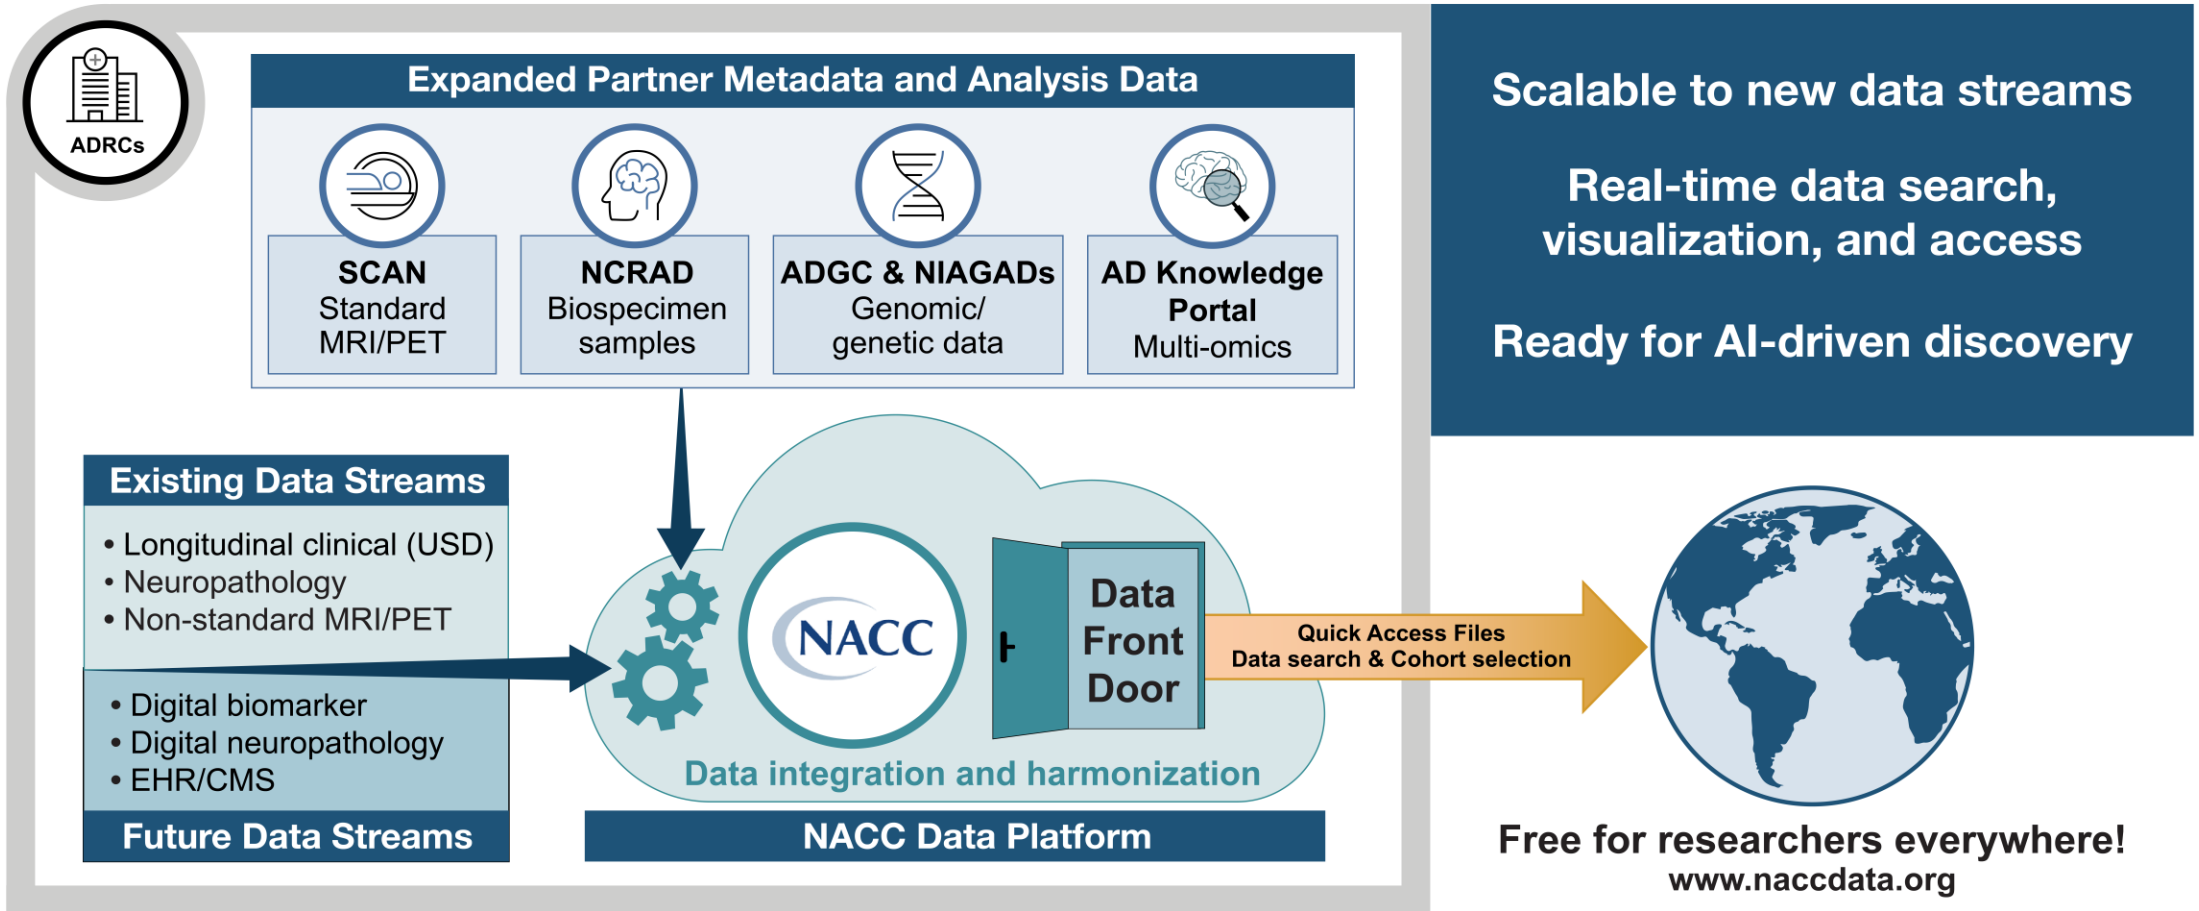 ADRCs
Expanded Partner Metadata and Analysis Data
SCAN
Standard
MRI/PET
NCRAD
Biospecimen
samples
ADGC & NIAGADs
Genomic/
genetic data
AD Knowledge
Portal
Multi-omics
Scalable to new data streams
Real-time data search,
visualization, and access
Ready for AI-driven discovery
Existing Data Streams
• Longitudinal clinical (USD)
• Neuropathology
• Non-standard MRI/PET
• Digital biomarker
• Digital neuropathology
• EHR/CMS
Future Data Streams
NACC
Data
Front
Door
Data integration and harmonization
NACC Data Platform
Quick Access Files
Data search & Cohort selection
Free for researchers everywhere!
www.naccdata.org